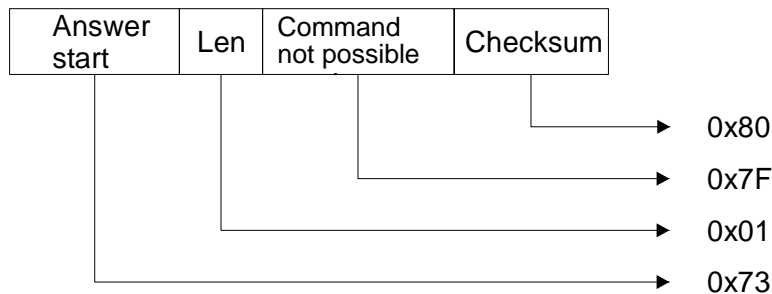 Answer
start
Len
Command
not possible
Checksum
0x80
0x7F
0x01
0x73